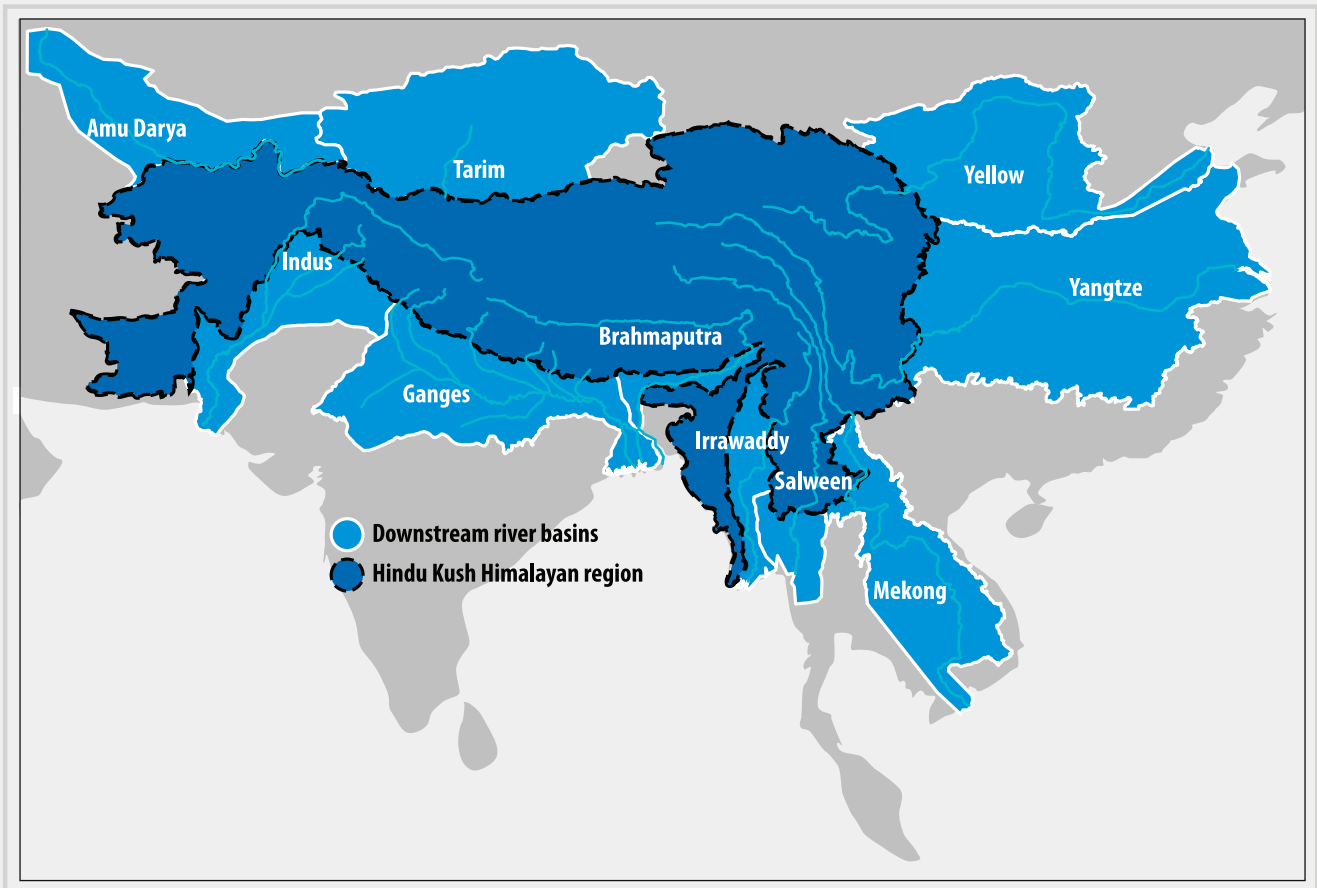 Amu Darya
Tarim
Yellow
Indus
Yangtze
Brahmaputra
Ganges
Irrawaddy
Salween
Downstream river basins
Hindu Kush Himalayan region
Mekong